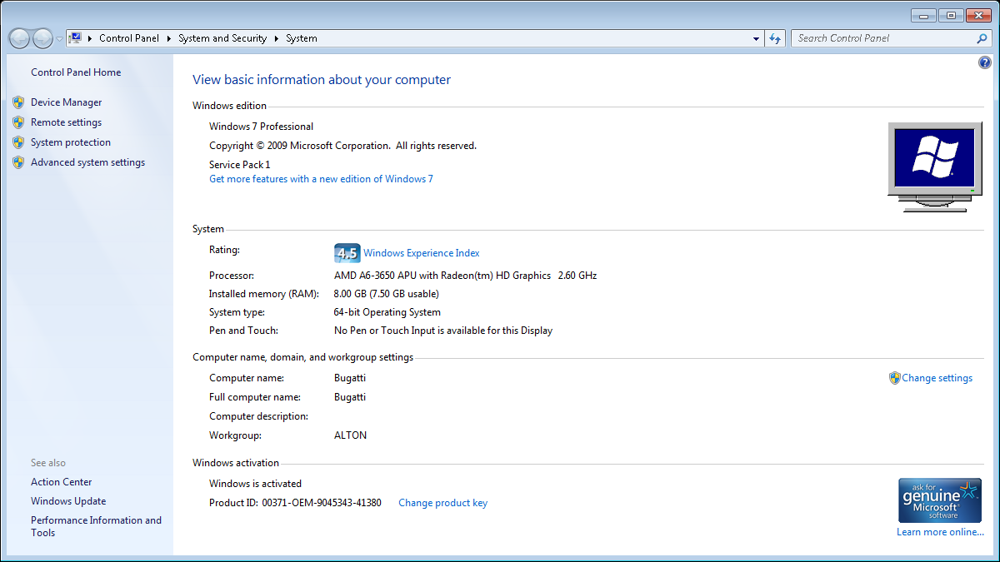 Control Panel
System and Security
System
Search Control Panel
Control Panel Home
Device Manager
Remote settings
System protection
Advanced system settings
See also
Action Center
Windows Update
Performance Information and
Tools
View basic information about your computer
Windows edition
Windows 7 Professional
Copyright © 2009 Microsoft Corporation. All rights reserved.
Service Pack 1
Get more features with a new edition of Windows 7
System
Rating: 4.5 Windows Experience Index
Processor: AMD A6-3650 APU with Radeon(tm) HD Graphics 2.60 GHz
Installed memory (RAM): 8.00 GB (7.50 GB usable)
System type: 64-bit Operating System
Pen and Touch: No Pen or Touch Input is available for this Display
Computer name, domain, and workgroup settings
Computer name: Bugatti
Change settings
Full computer name: Bugatti
Computer description:
Workgroup: ALTON
Windows activation
Windows is activated
Product ID: 00371-OEM-9045343-41380 Change product key
ask for
genuine
Microsoft
software
Learn more online...